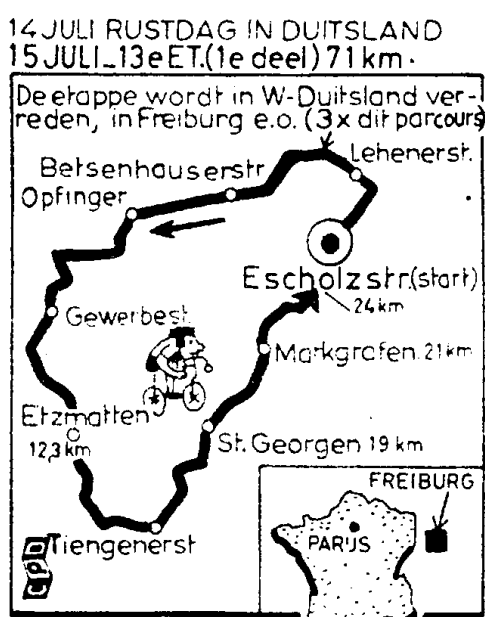 14 JULI RUSTDAG IN DUITSLAND
15 JULI_13e ET.(1e deel) 71 km.
De etappe wordt in W-Duitsland ver-
reden, in Freiburg e.o. (3x dit parcours)
Lehenerst.
Betsenhauserstr
Opfinger
Escholzstr.(start)
24 km
Gewerbest.
Markgrafen. 21 km
Etzmatten
12,3 km
St. Georgen 19 km
Tiengenerst
FREIBURG
PARIJS
CPD